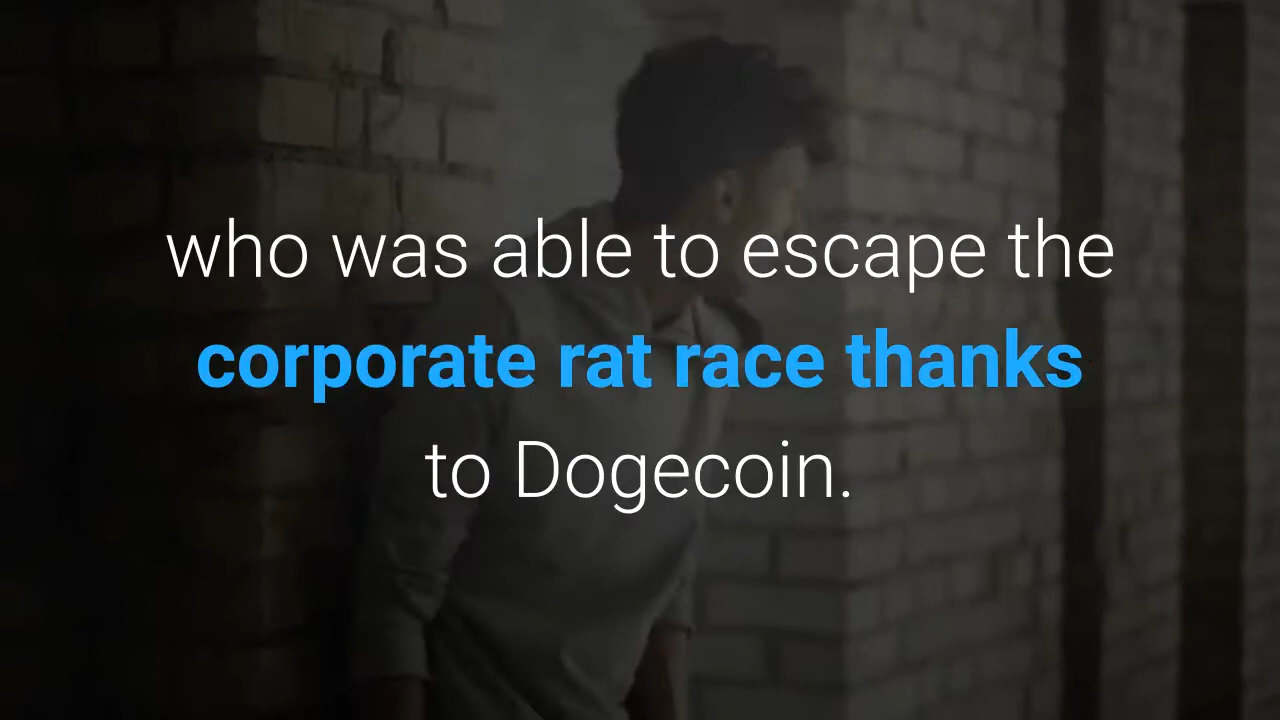 who was able to escape the
corporate rat race thanks
to Dogecoin.